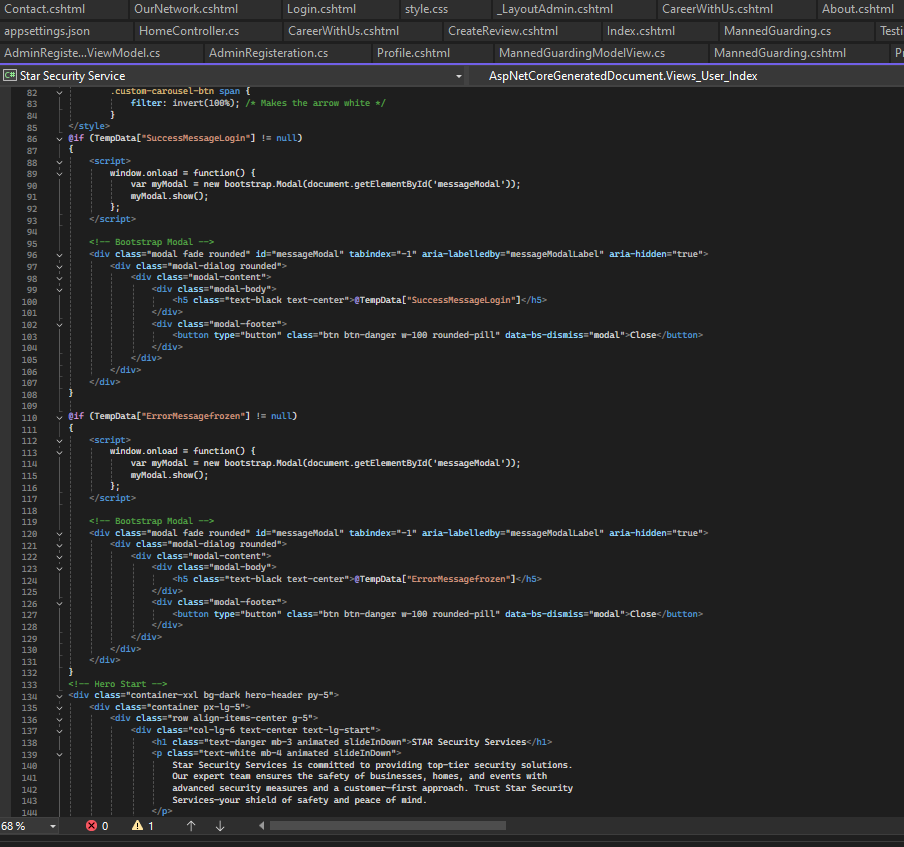 Contact.cshtml OurNetwork.cshtml Login.cshtml style.css _LayoutAdmin.cshtml CareerWithUs.cshtml About.cshtml
appsettings.json HomeController.cs CareerWithUs.cshtml CreateReview.cshtml Index.cshtml MannedGuarding.cs Testi
AdminRegiste...ViewModel.cs AdminRegisteration.cs Profile.cshtml MannedGuardingModelView.cs MannedGuarding.cshtml Pr
C# Star Security Service AspNetCoreGeneratedDocument.Views_User_Index
82 .custom-carousel-btn span {
83 filter: invert(100%); /* Makes the arrow white */
84 }
85 </style>
86 @if (TempData["SuccessMessageLogin"] != null)
87 {
88 <script>
89 window.onload = function() {
90 var myModal = new bootstrap.Modal(document.getElementById('messageModal'));
91 myModal.show();
92 };
93 </script>
94
95 <!-- Bootstrap Modal -->
96 <div class="modal fade rounded" id="messageModal" tabindex="-1" aria-labelledby="messageModalLabel" aria-hidden="true">
97 <div class="modal-dialog rounded">
98 <div class="modal-content">
99 <div class="modal-body">
100 <h5 class="text-black text-center">@TempData["SuccessMessageLogin"]</h5>
101 </div>
102 <div class="modal-footer">
103 <button type="button" class="btn btn-danger w-100 rounded-pill" data-bs-dismiss="modal">Close</button>
104 </div>
105 </div>
106 </div>
107 </div>
108 }
109
110 @if (TempData["ErrorMessagefrozen"] != null)
111 {
112 <script>
113 window.onload = function() {
114 var myModal = new bootstrap.Modal(document.getElementById('messageModal'));
115 myModal.show();
116 };
117 </script>
118
119 <!-- Bootstrap Modal -->
120 <div class="modal fade rounded" id="messageModal" tabindex="-1" aria-labelledby="messageModalLabel" aria-hidden="true">
121 <div class="modal-dialog rounded">
122 <div class="modal-content">
123 <div class="modal-body">
124 <h5 class="text-black text-center">@TempData["ErrorMessagefrozen"]</h5>
125 </div>
126 <div class="modal-footer">
127 <button type="button" class="btn btn-danger w-100 rounded-pill" data-bs-dismiss="modal">Close</button>
128 </div>
129 </div>
130 </div>
131 </div>
132 }
133 <!-- Hero Start -->
134 <div class="container-xxl bg-dark hero-header py-5">
135 <div class="container px-lg-5">
136 <div class="row align-items-center g-5">
137 <div class="col-lg-6 text-center text-lg-start">
138 <h1 class="text-danger mb-3 animated slideInDown">STAR Security Services</h1>
139 <p class="text-white mb-4 animated slideInDown">
140 Star Security Services is committed to providing top-tier security solutions.
141 Our expert team ensures the safety of businesses, homes, and events with
142 advanced security measures and a customer-first approach. Trust Star Security
143 Services—your shield of safety and peace of mind.
144 </p>
68 % 0 1